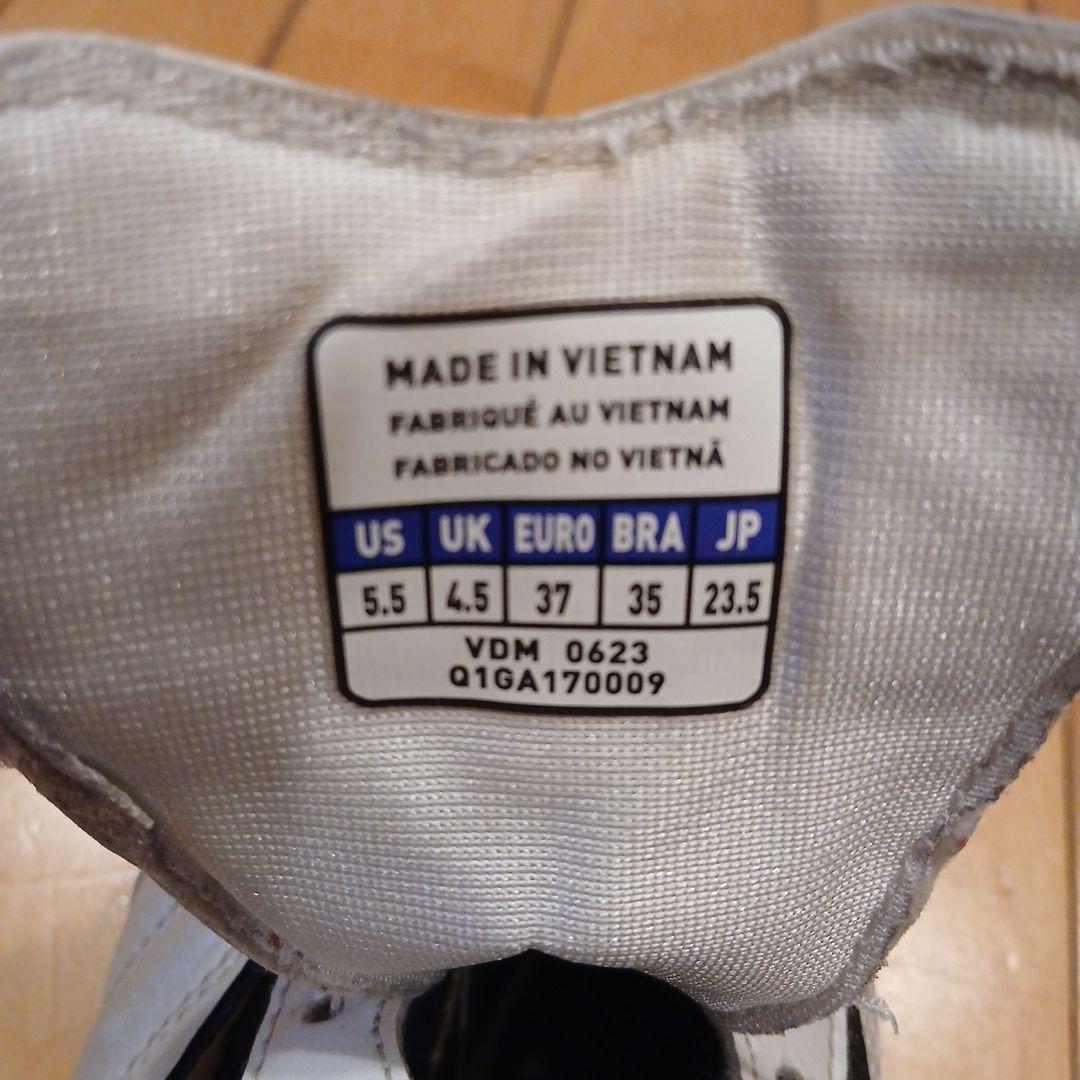 MADE IN VIETNAM
FABRIQUÉ AU VIETNAM
FABRICADO NO VIETNÃ
US UK EURO BRA JP
5.5 4.5 37 35 23.5
VDM 0623
Q1GA170009